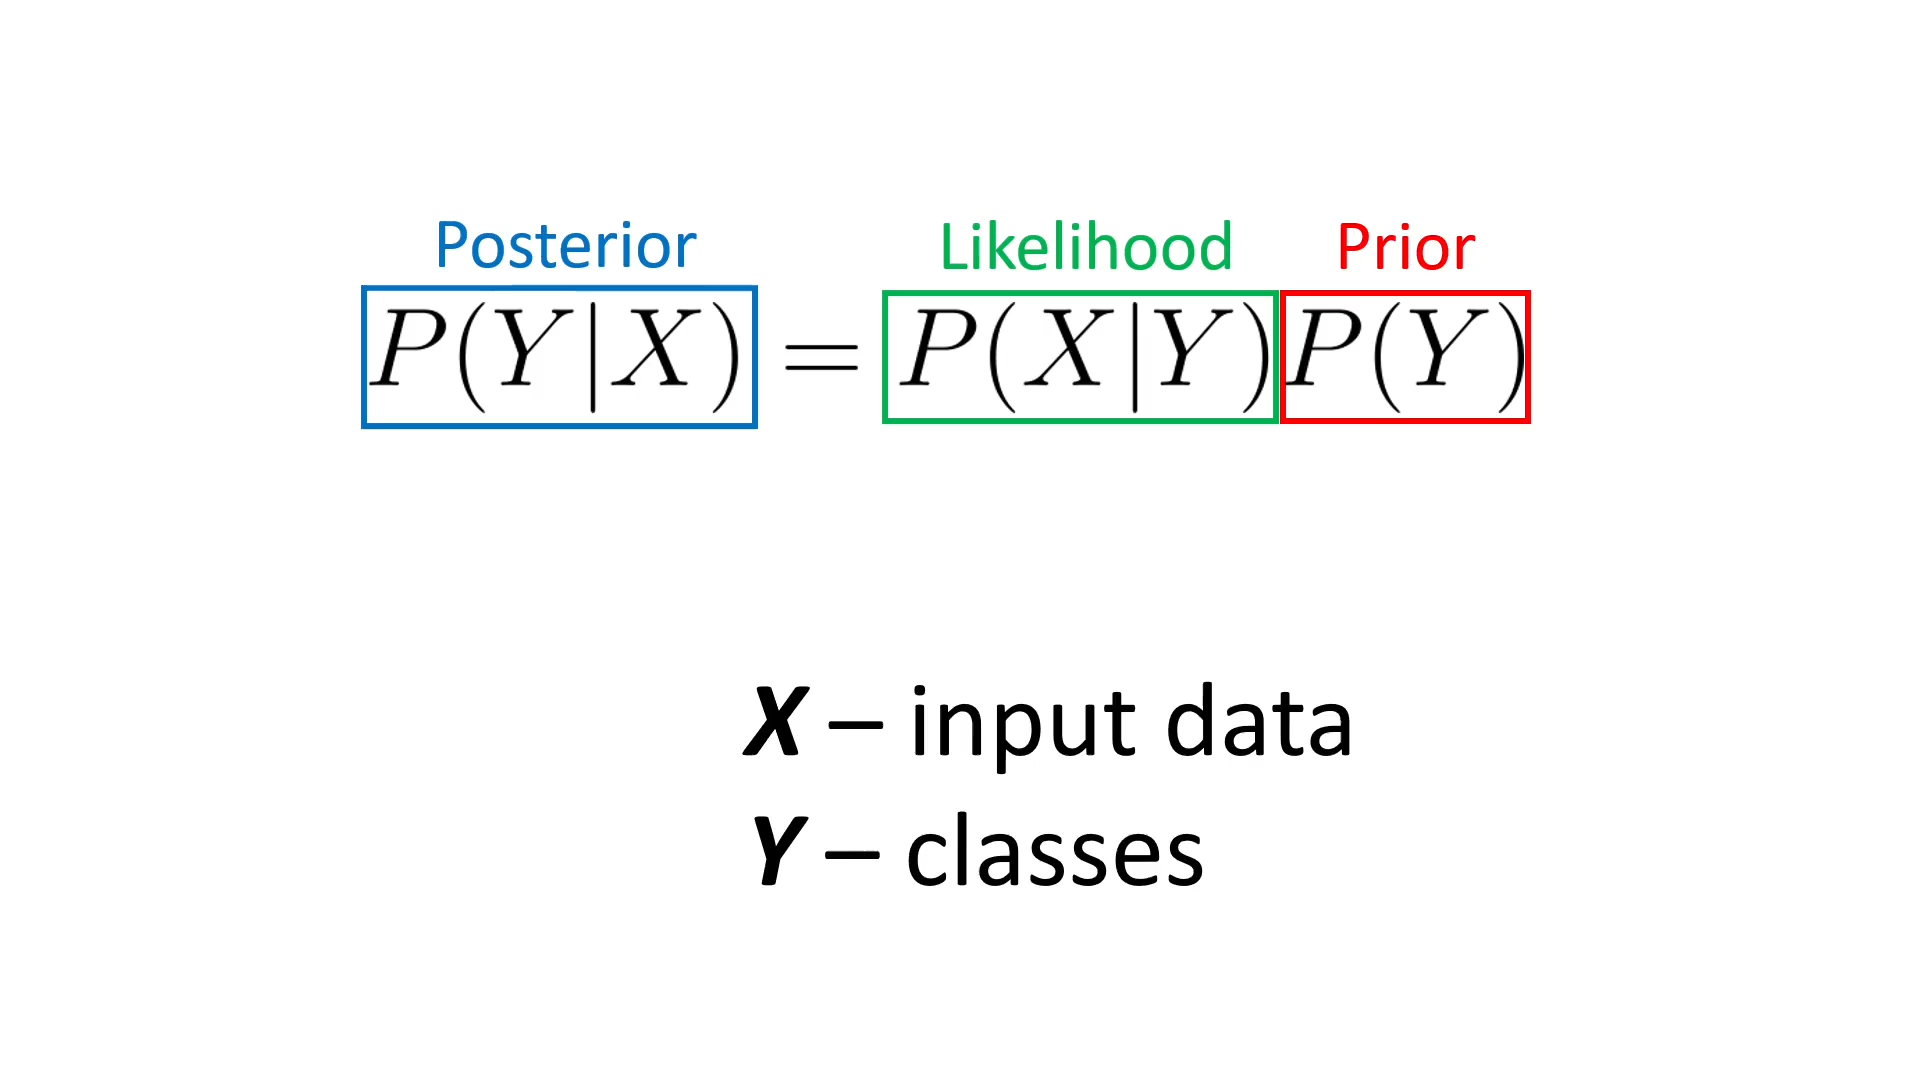 Posterior Likelihood Prior
P(Y|X) = P(X|Y)P(Y)
X – input data
Y – classes